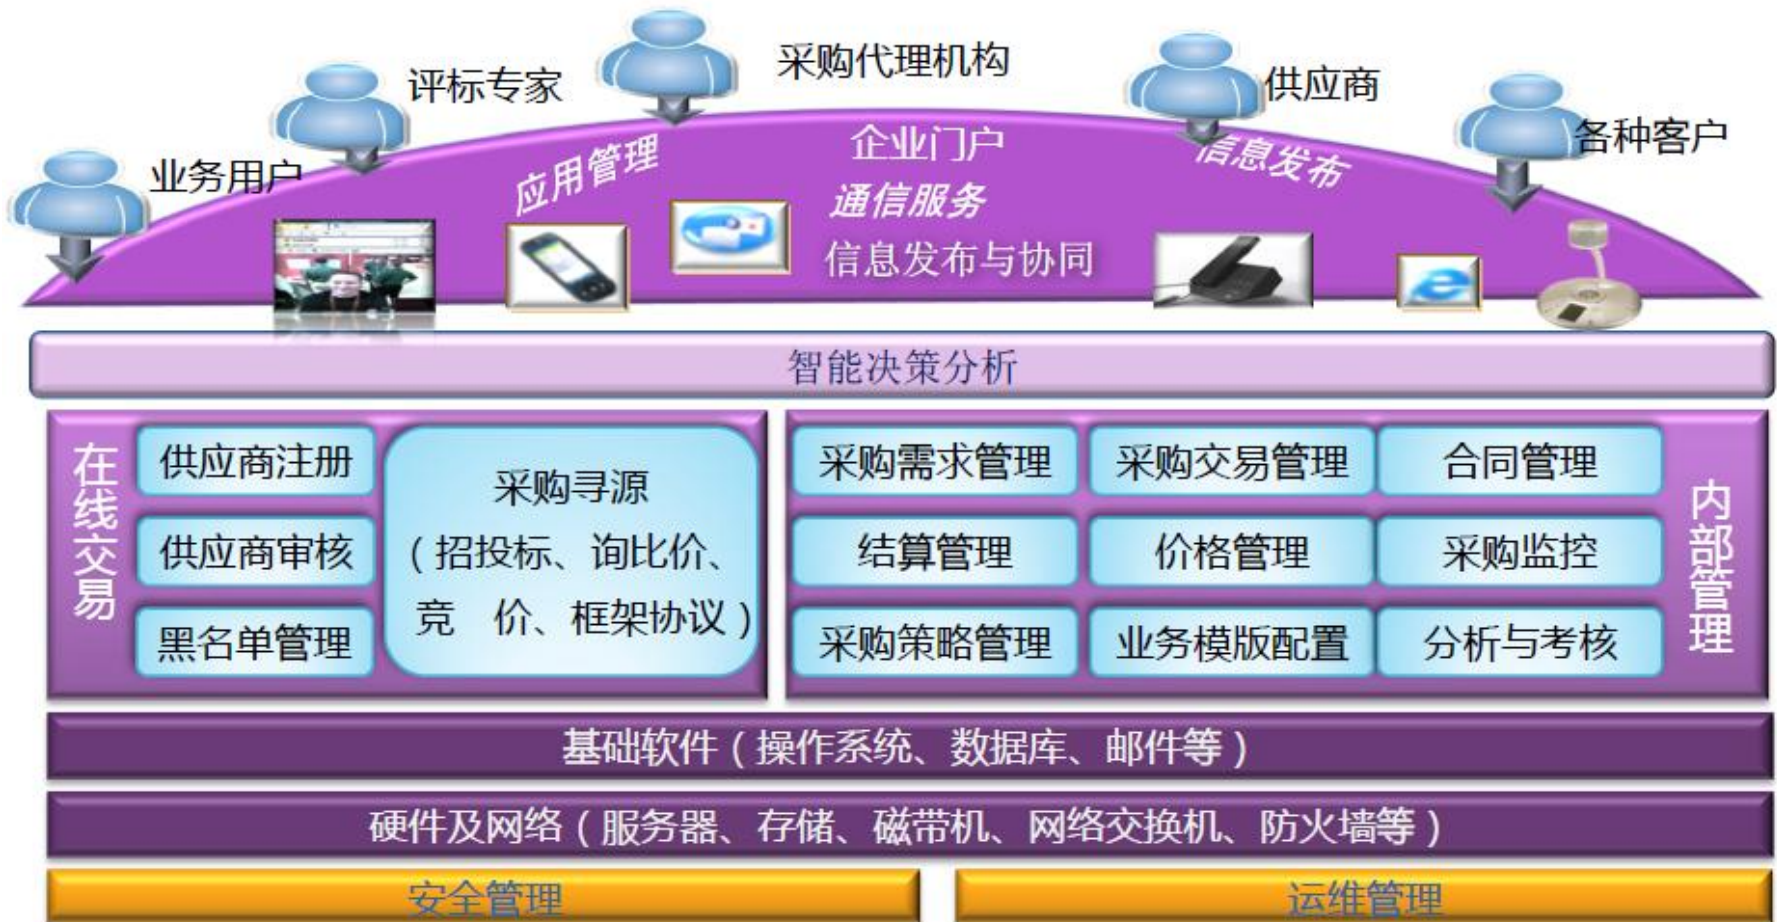 采购代理机构
评标专家
供应商
各种客户
业务用户
应用管理
企业门户
信息发布
通信服务
信息发布与协同
智能决策分析
在线交易
供应商注册
供应商审核
黑名单管理
采购寻源
（招投标、询比价、
竞　价、框架协议）
采购需求管理
采购交易管理
合同管理
结算管理
价格管理
采购监控
采购策略管理
业务模版配置
分析与考核
内部管理
基础软件（操作系统、数据库、邮件等）
硬件及网络（服务器、存储、磁带机、网络交换机、防火墙等）
安全管理
运维管理